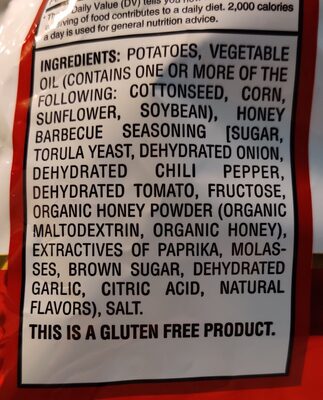 Daily Value (DV) tells you
serving of food contributes to a daily diet. 2,000 calories
a day is used for general nutrition advice.
INGREDIENTS: POTATOES, VEGETABLE
OIL (CONTAINS ONE OR MORE OF THE
FOLLOWING: COTTONSEED, CORN,
SUNFLOWER, SOYBEAN), HONEY
BARBECUE SEASONING [SUGAR,
TORULA YEAST, DEHYDRATED ONION,
DEHYDRATED CHILI PEPPER,
DEHYDRATED TOMATO, FRUCTOSE,
ORGANIC HONEY POWDER (ORGANIC
MALTODEXTRIN, ORGANIC HONEY),
EXTRACTIVES OF PAPRIKA, MOLAS-
SES, BROWN SUGAR, DEHYDRATED
GARLIC, CITRIC ACID, NATURAL
FLAVORS), SALT.
THIS IS A GLUTEN FREE PRODUCT.